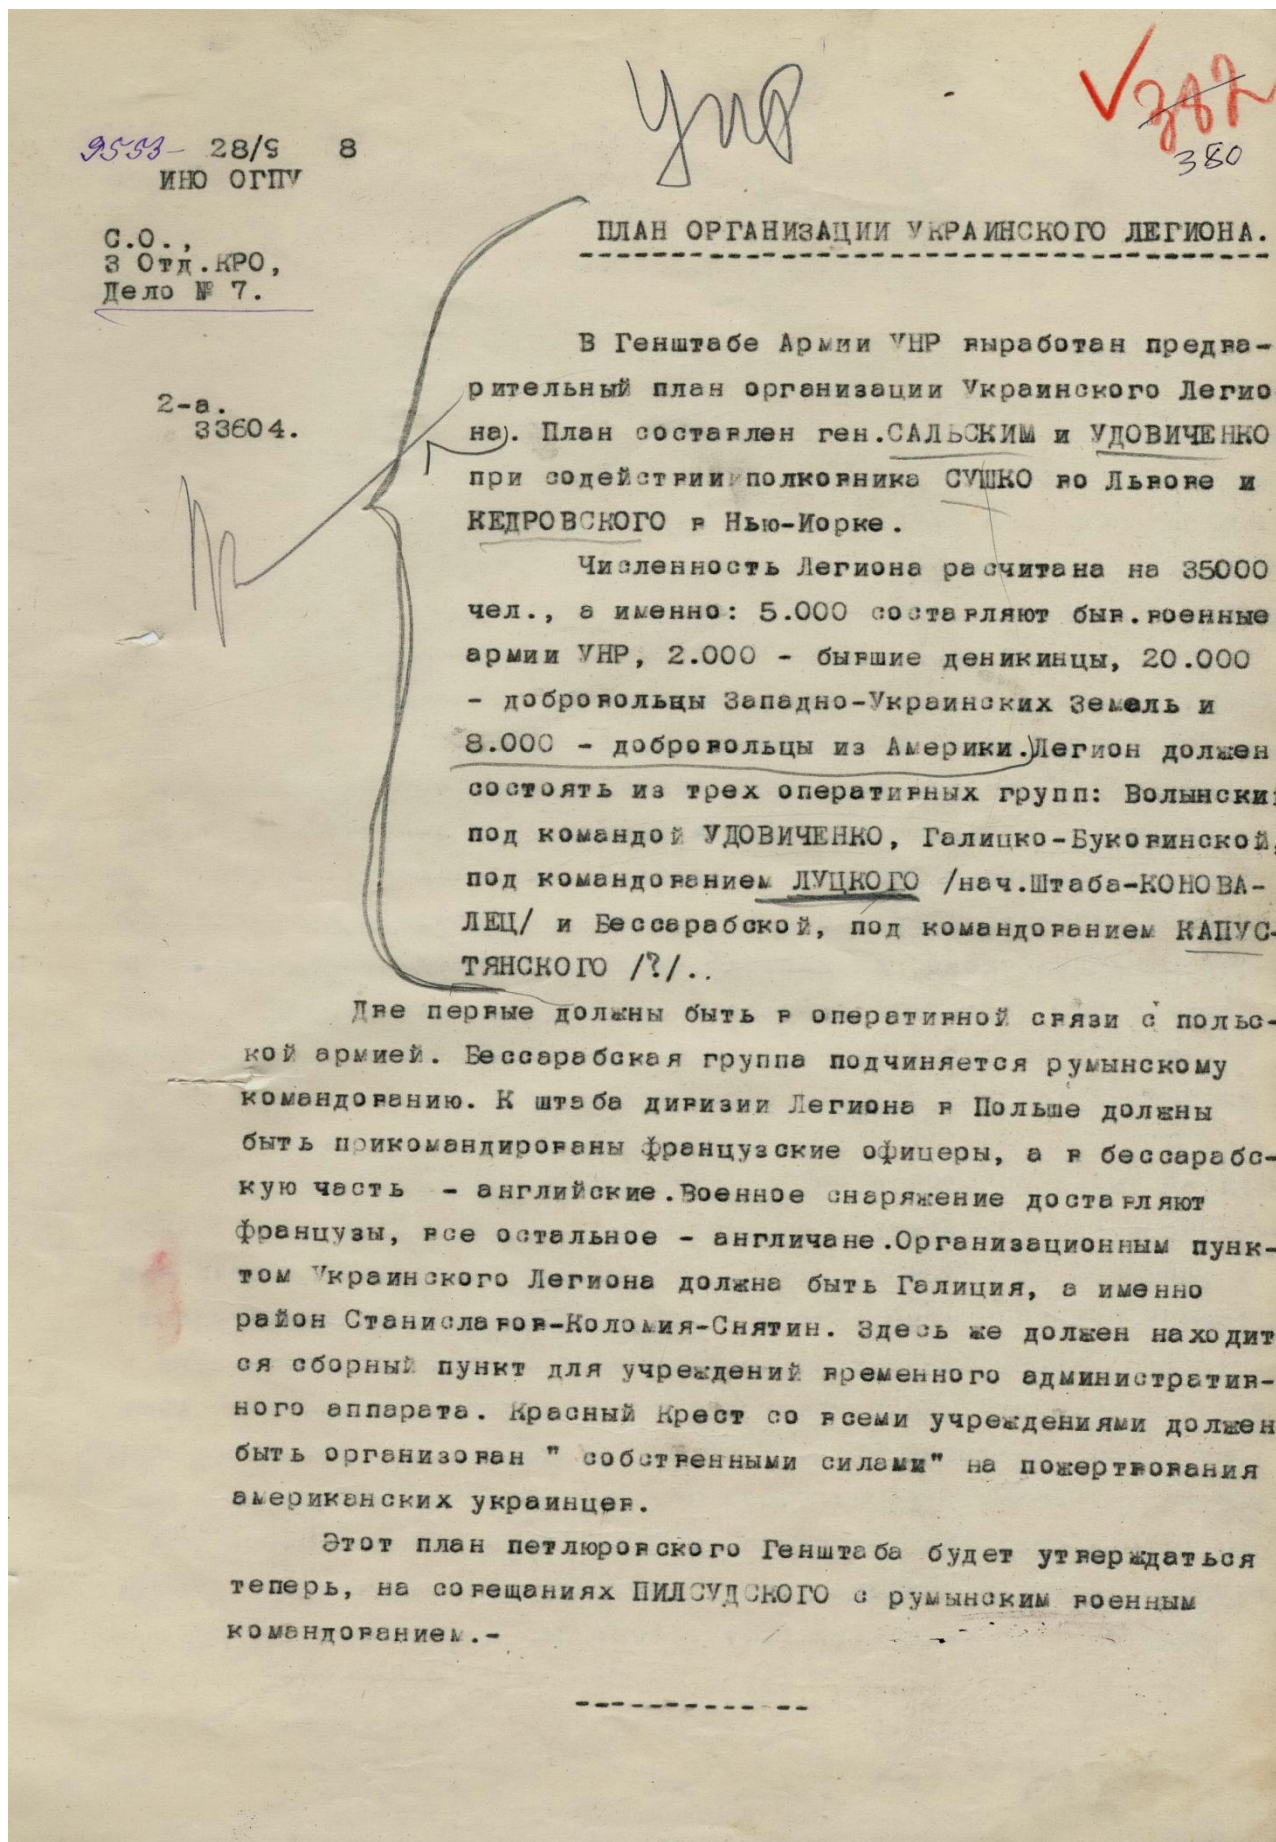 УНР
382
380
9553- 28/9 8
ИНО ОГПУ
С.О.,
3 Отд.КРО,
Дело № 7.
2-а.
33604.
ПЛАН ОРГАНИЗАЦИИ УКРАИНСКОГО ЛЕГИОНА.
В Генштабе Армии УНР выработан предва-
рительный план организации Украинского Легио
на. План составлен ген.САЛЬСКИМ и УДОВИЧЕНКО
при содействии полковника СУШКО во Львове и
КЕДРОВСКОГО в Нью-Иорке.
Численность Легиона расчитана на 35000
чел., а именно: 5.000 составляют быв.военные
армии УНР, 2.000 - бывшие деникинцы, 20.000
- добровольцы Западно-Украинских Земель и
8.000 - добровольцы из Америки.Легион должен
состоять из трех оперативных групп: Волынский
под командой УДОВИЧЕНКО, Галицко-Буковинской,
под командованием ЛУЦКОГО /нач.Штаба-КОНОВА-
ЛЕЦ/ и Бессарабской, под командованием КАПУС-
ТЯНСКОГО /?/..
Две первые должны быть в оперативной связи с польс-
кой армией. Бессарабская группа подчиняется румынскому
командованию. К штаба дивизии Легиона в Польше должны
быть прикомандированы французские офицеры, а в бессарабс-
кую часть - английские.Военное снаряжение доставляют
французы, все остальное - англичане.Организационным пунк-
том Украинского Легиона должна быть Галиция, а именно
район Станиславов-Коломия-Снятин. Здесь же должен находит
ся сборный пункт для учреждений временного административ-
ного аппарата. Красный Крест со всеми учреждениями должен
быть организован " собственными силами" на пожертвования
американских украинцев.
Этот план петлюровского Генштаба будет утверждаться
теперь, на совещаниях ПИЛСУДСКОГО с румынским военным
командованием.-